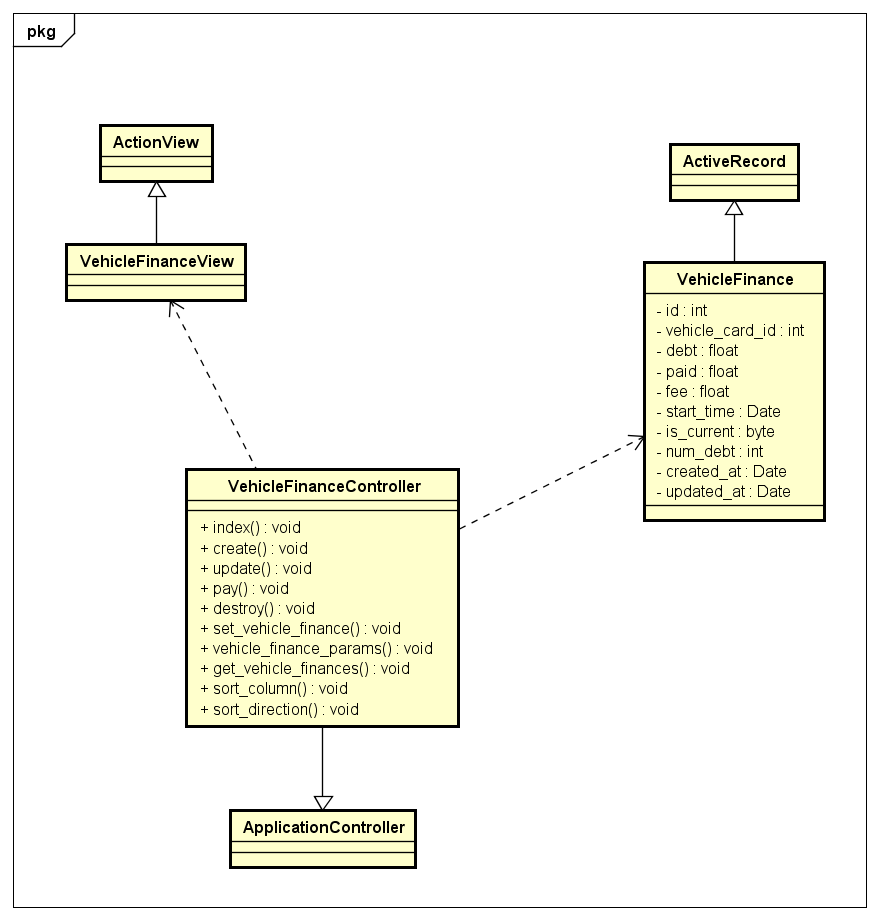 pkg
ActionView
ActiveRecord
VehicleFinanceView
VehicleFinance
- id : int
- vehicle_card_id : int
- debt : float
- paid : float
- fee : float
- start_time : Date
- is_current : byte
- num_debt : int
- created_at : Date
- updated_at : Date
VehicleFinanceController
+ index() : void
+ create() : void
+ update() : void
+ pay() : void
+ destroy() : void
+ set_vehicle_finance() : void
+ vehicle_finance_params() : void
+ get_vehicle_finances() : void
+ sort_column() : void
+ sort_direction() : void
ApplicationController